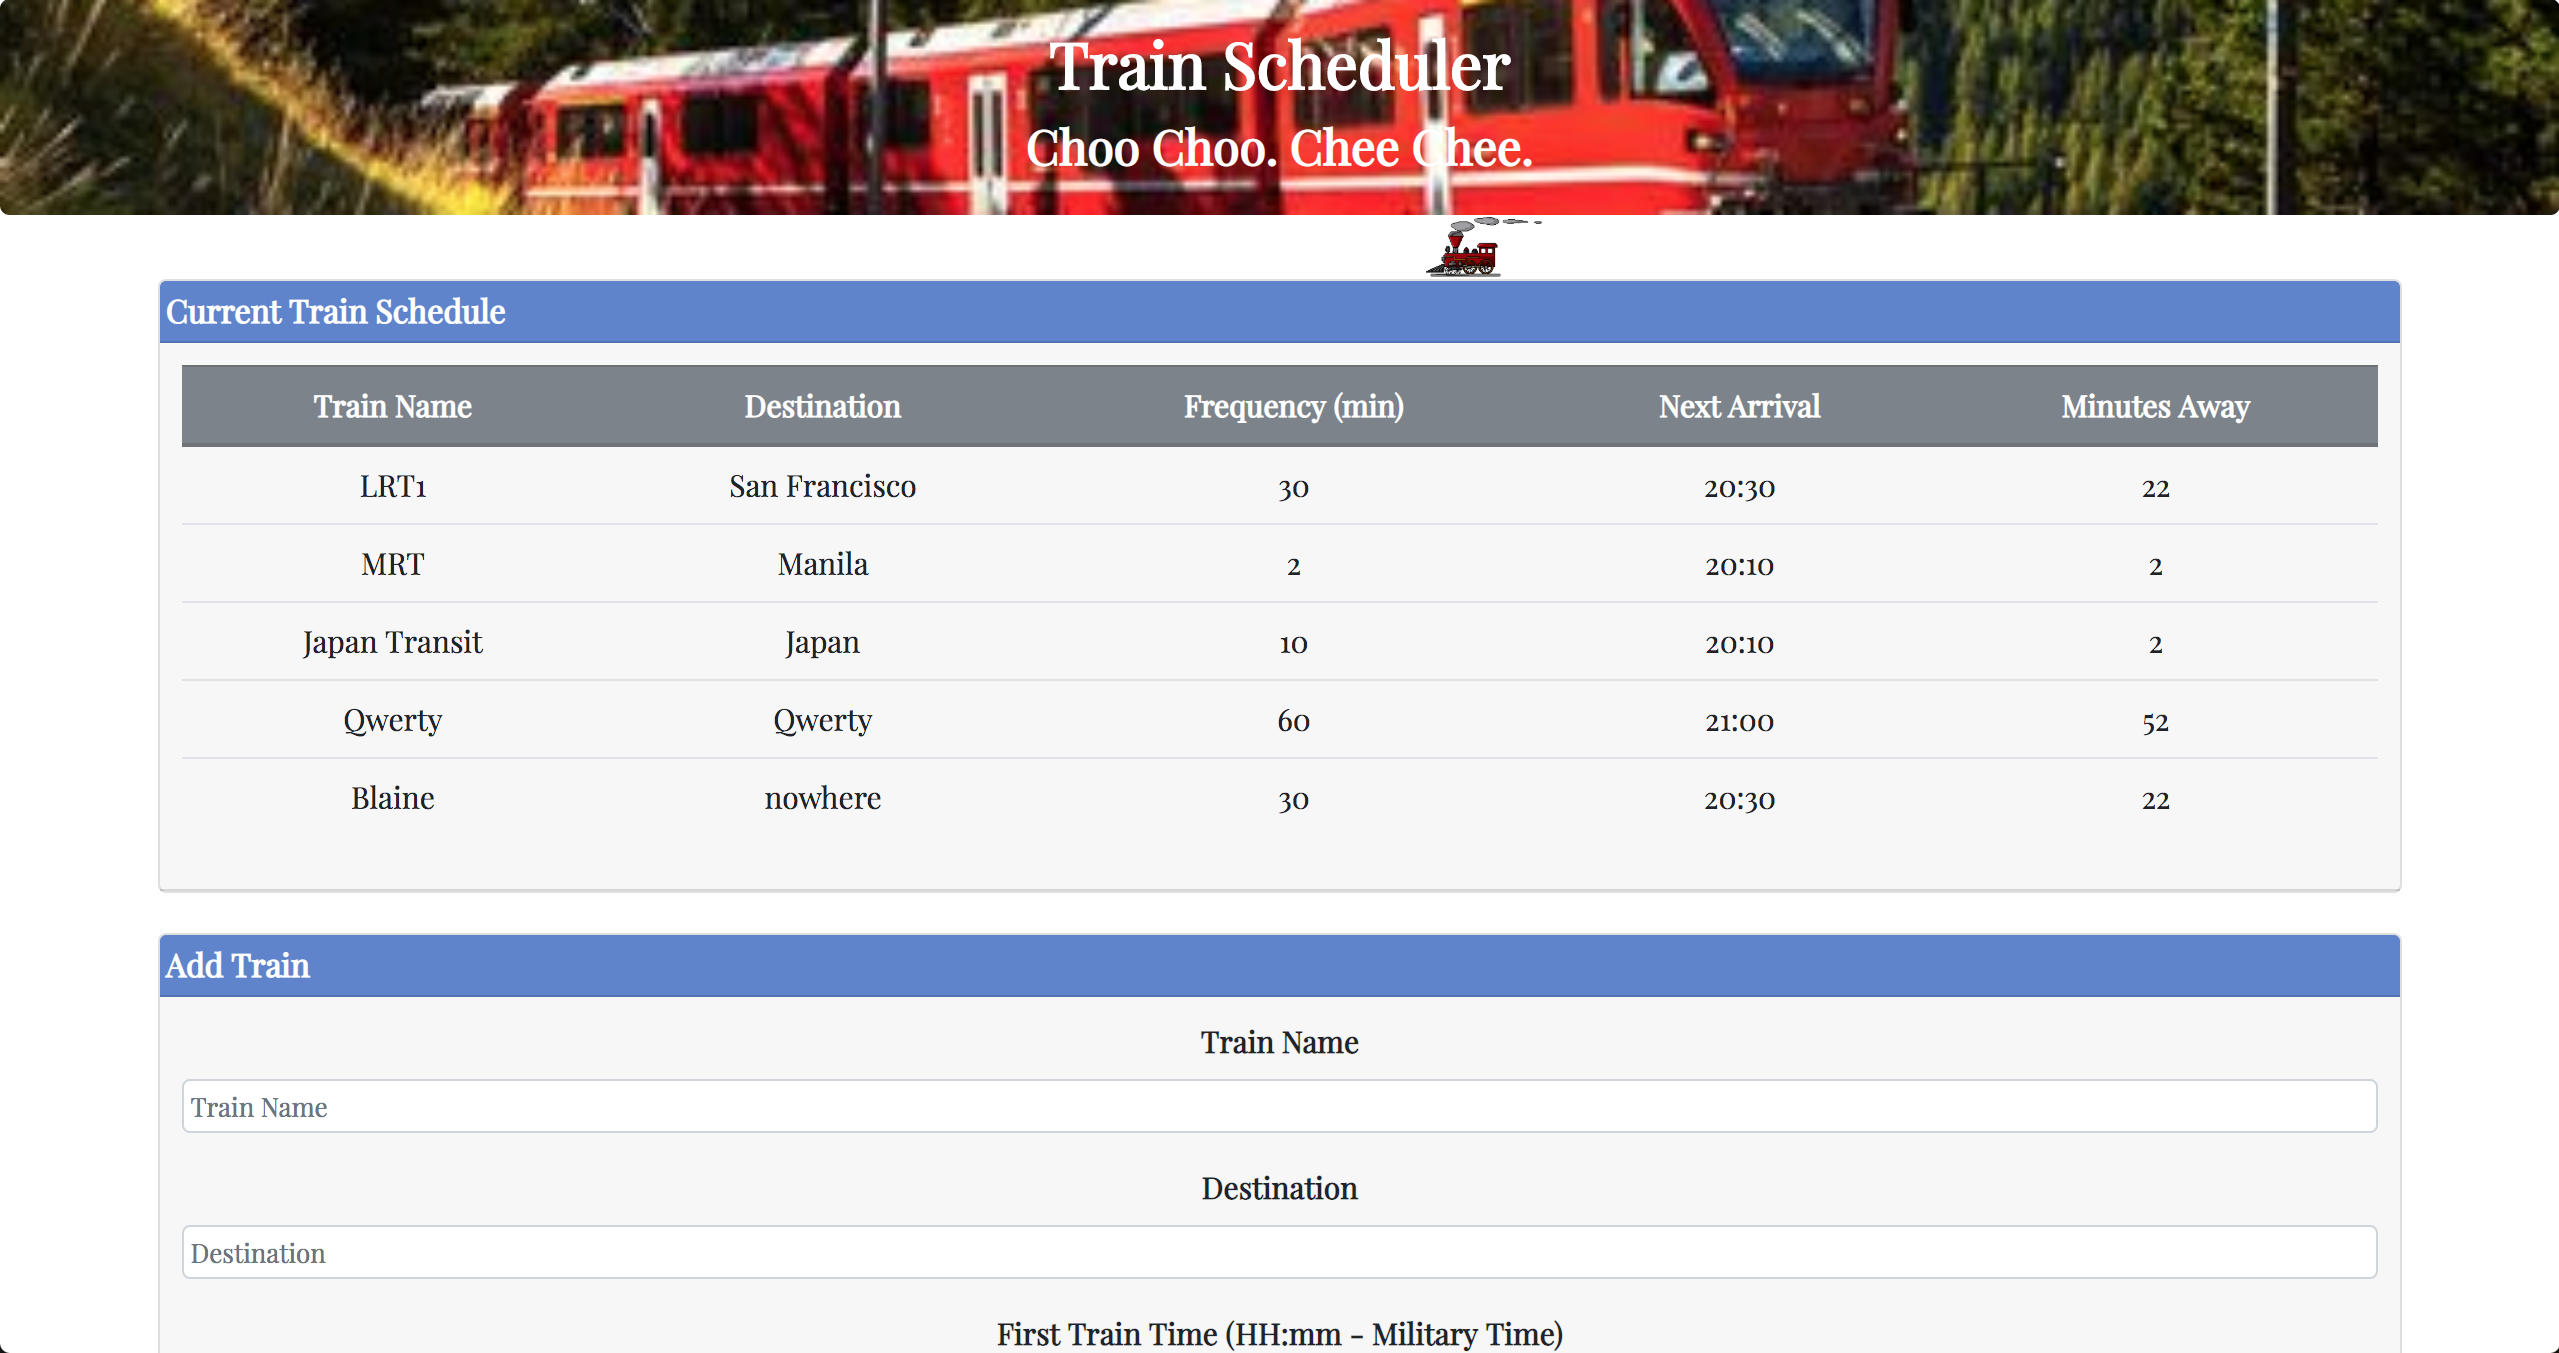 Train Scheduler
Choo Choo. Chee Chee.
Current Train Schedule
Train Name Destination Frequency (min) Next Arrival Minutes Away
LRT1 San Francisco 30 20:30 22
MRT Manila 2 20:10 2
Japan Transit Japan 10 20:10 2
Qwerty Qwerty 60 21:00 52
Blaine nowhere 30 20:30 22
Add Train
Train Name
Train Name
Destination
Destination
First Train Time (HH:mm - Military Time)